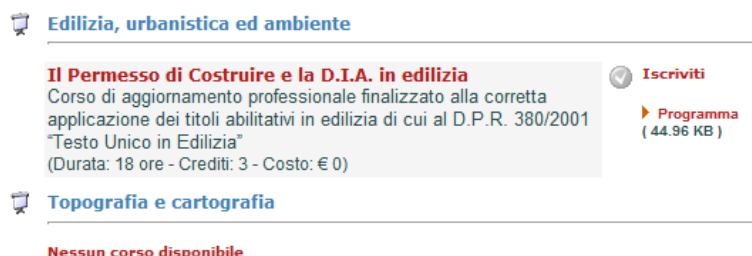 Edilizia, urbanistica ed ambiente
Il Permesso di Costruire e la D.I.A. in edilizia
Corso di aggiornamento professionale finalizzato alla corretta
applicazione dei titoli abilitativi in edilizia di cui al D.P.R. 380/2001
“Testo Unico in Edilizia”
(Durata: 18 ore - Crediti: 3 - Costo: € 0)
Iscriviti
Programma
( 44.96 KB )
Topografia e cartografia
Nessun corso disponibile